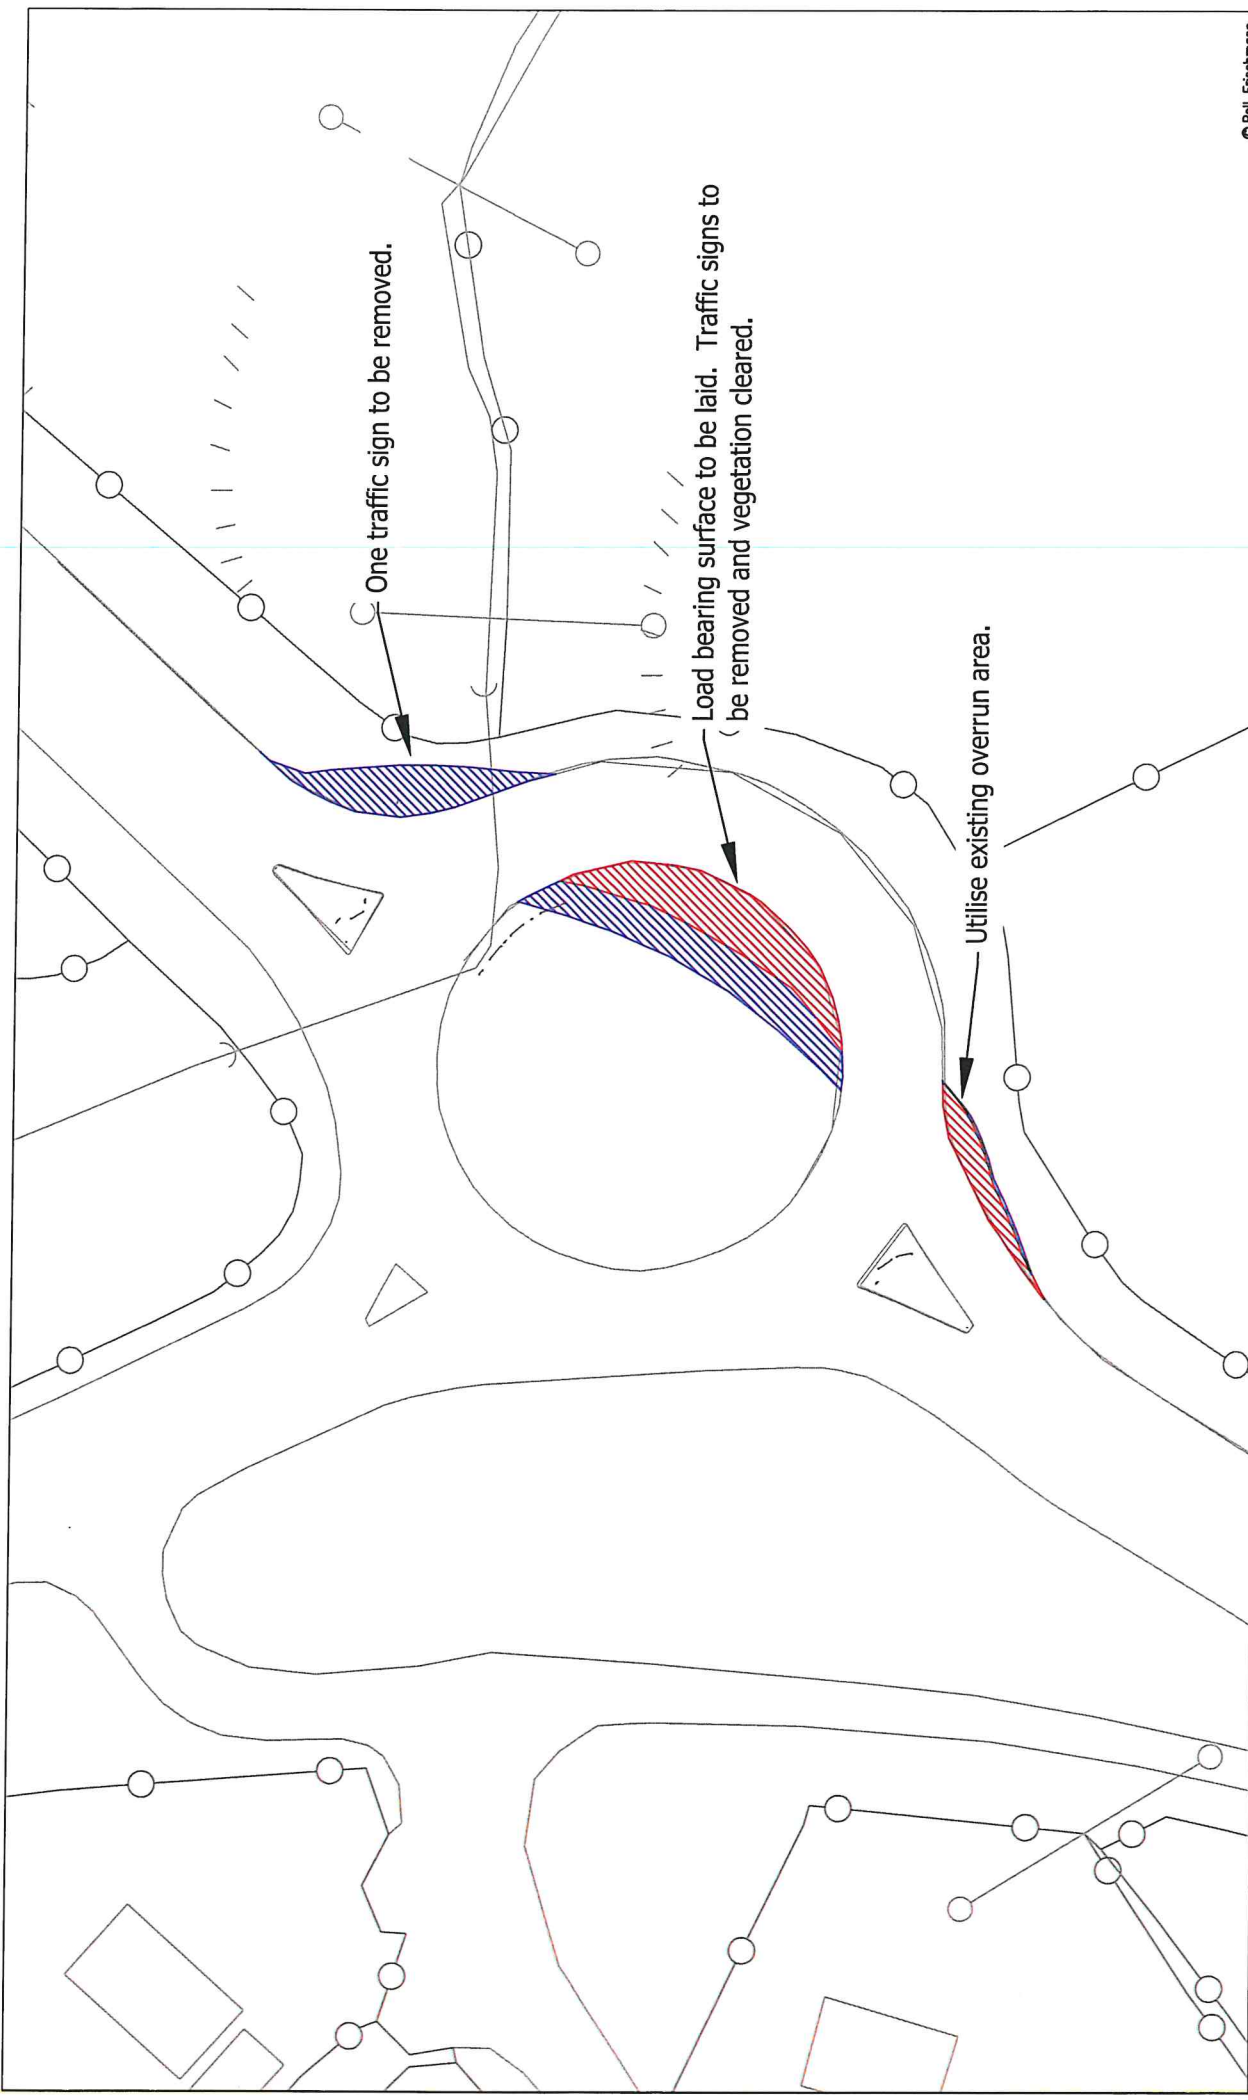 One traffic sign to be removed.
Load bearing surface to be laid.  Traffic signs to
be removed and vegetation cleared.
Utilise existing overrun area.